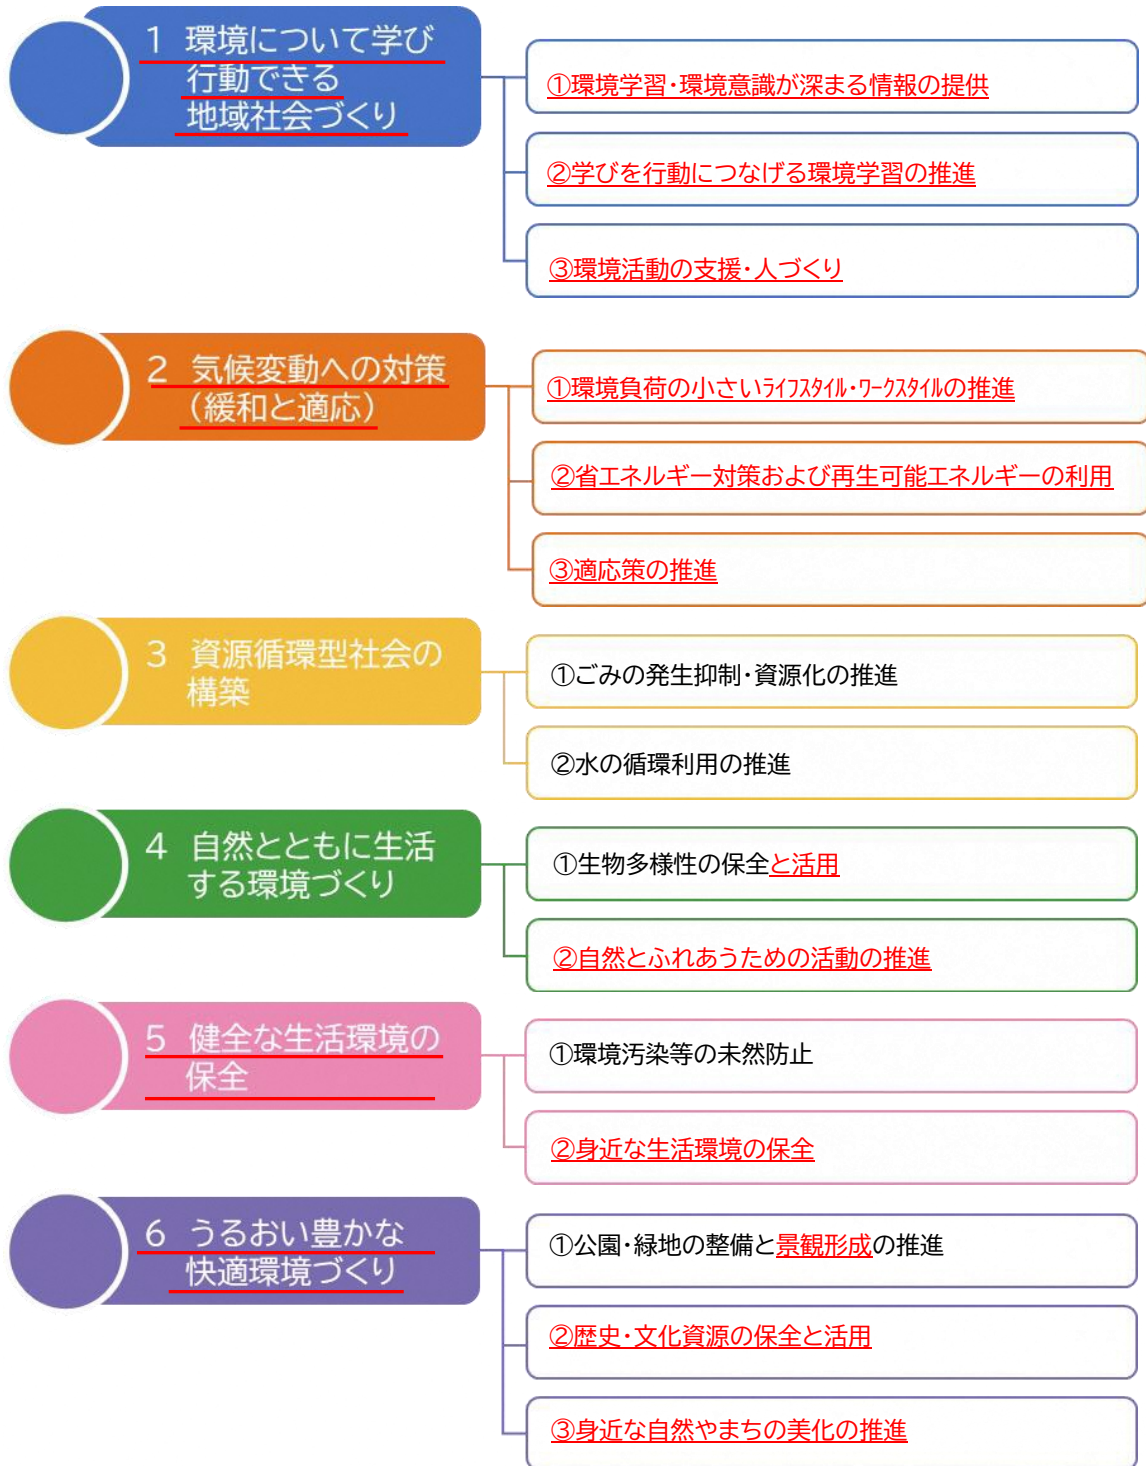 1 環境について学び
行動できる
地域社会づくり
①環境学習・環境意識が深まる情報の提供
②学びを行動につなげる環境学習の推進
③環境活動の支援・人づくり
2 気候変動への対策
（緩和と適応）
①環境負荷の小さいﾗｲﾌｽﾀｲﾙ・ﾜｰｸｽﾀｲﾙの推進
②省エネルギー対策および再生可能エネルギーの利用
③適応策の推進
3 資源循環型社会の
構築
①ごみの発生抑制・資源化の推進
②水の循環利用の推進
4 自然とともに生活
する環境づくり
①生物多様性の保全と活用
②自然とふれあうための活動の推進
5 健全な生活環境の
保全
①環境汚染等の未然防止
②身近な生活環境の保全
6 うるおい豊かな
快適環境づくり
①公園・緑地の整備と景観形成の推進
②歴史・文化資源の保全と活用
③身近な自然やまちの美化の推進